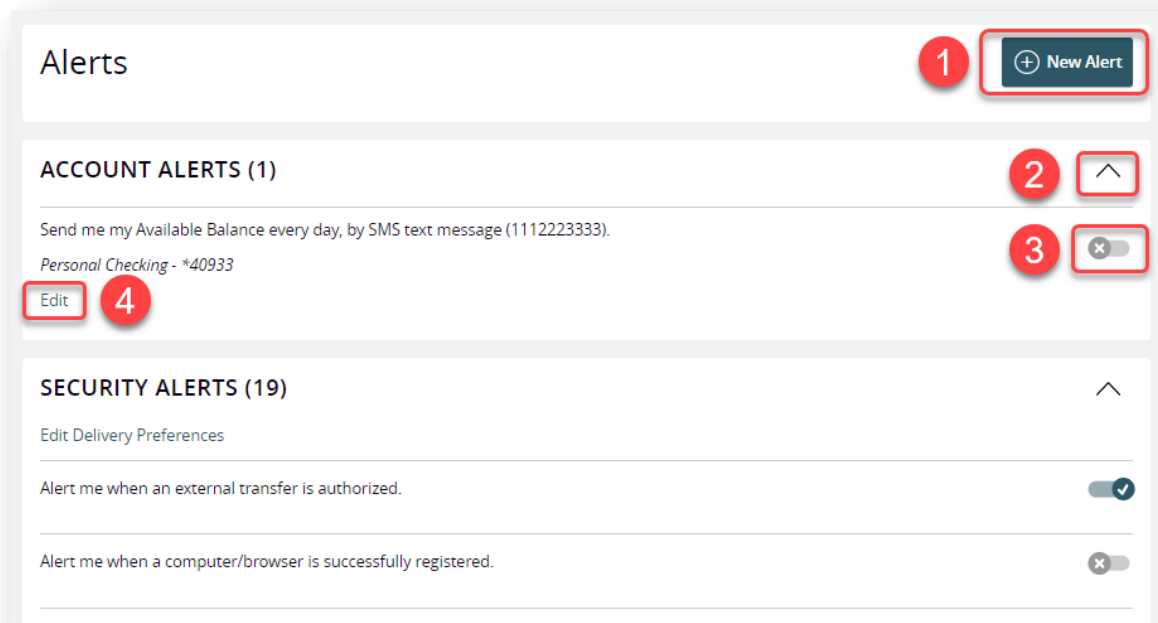 Alerts
1
New Alert
ACCOUNT ALERTS (1)
2
Send me my Available Balance every day, by SMS text message (1112223333).
3
Personal Checking - *40933
Edit
4
SECURITY ALERTS (19)
Edit Delivery Preferences
Alert me when an external transfer is authorized.
Alert me when a computer/browser is successfully registered.